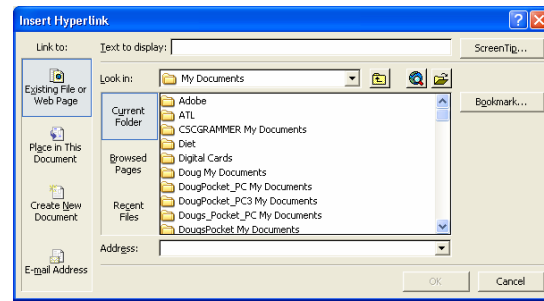 Insert Hyperlink
Link to:
Text to display:
ScreenTip...
Existing File or
Web Page
Look in:
My Documents
Bookmark...
Current
Folder
Browsed
Pages
Recent
Files
Adobe
ATL
CSCGRAMMER My Documents
Diet
Digital Cards
Doug My Documents
DougPocket_PC My Documents
DougPocket_PC3 My Documents
Dougs_Pocket_PC My Documents
DougsPocket My Documents
Place in This
Document
Create New
Document
E-mail Address
Address:
OK
Cancel